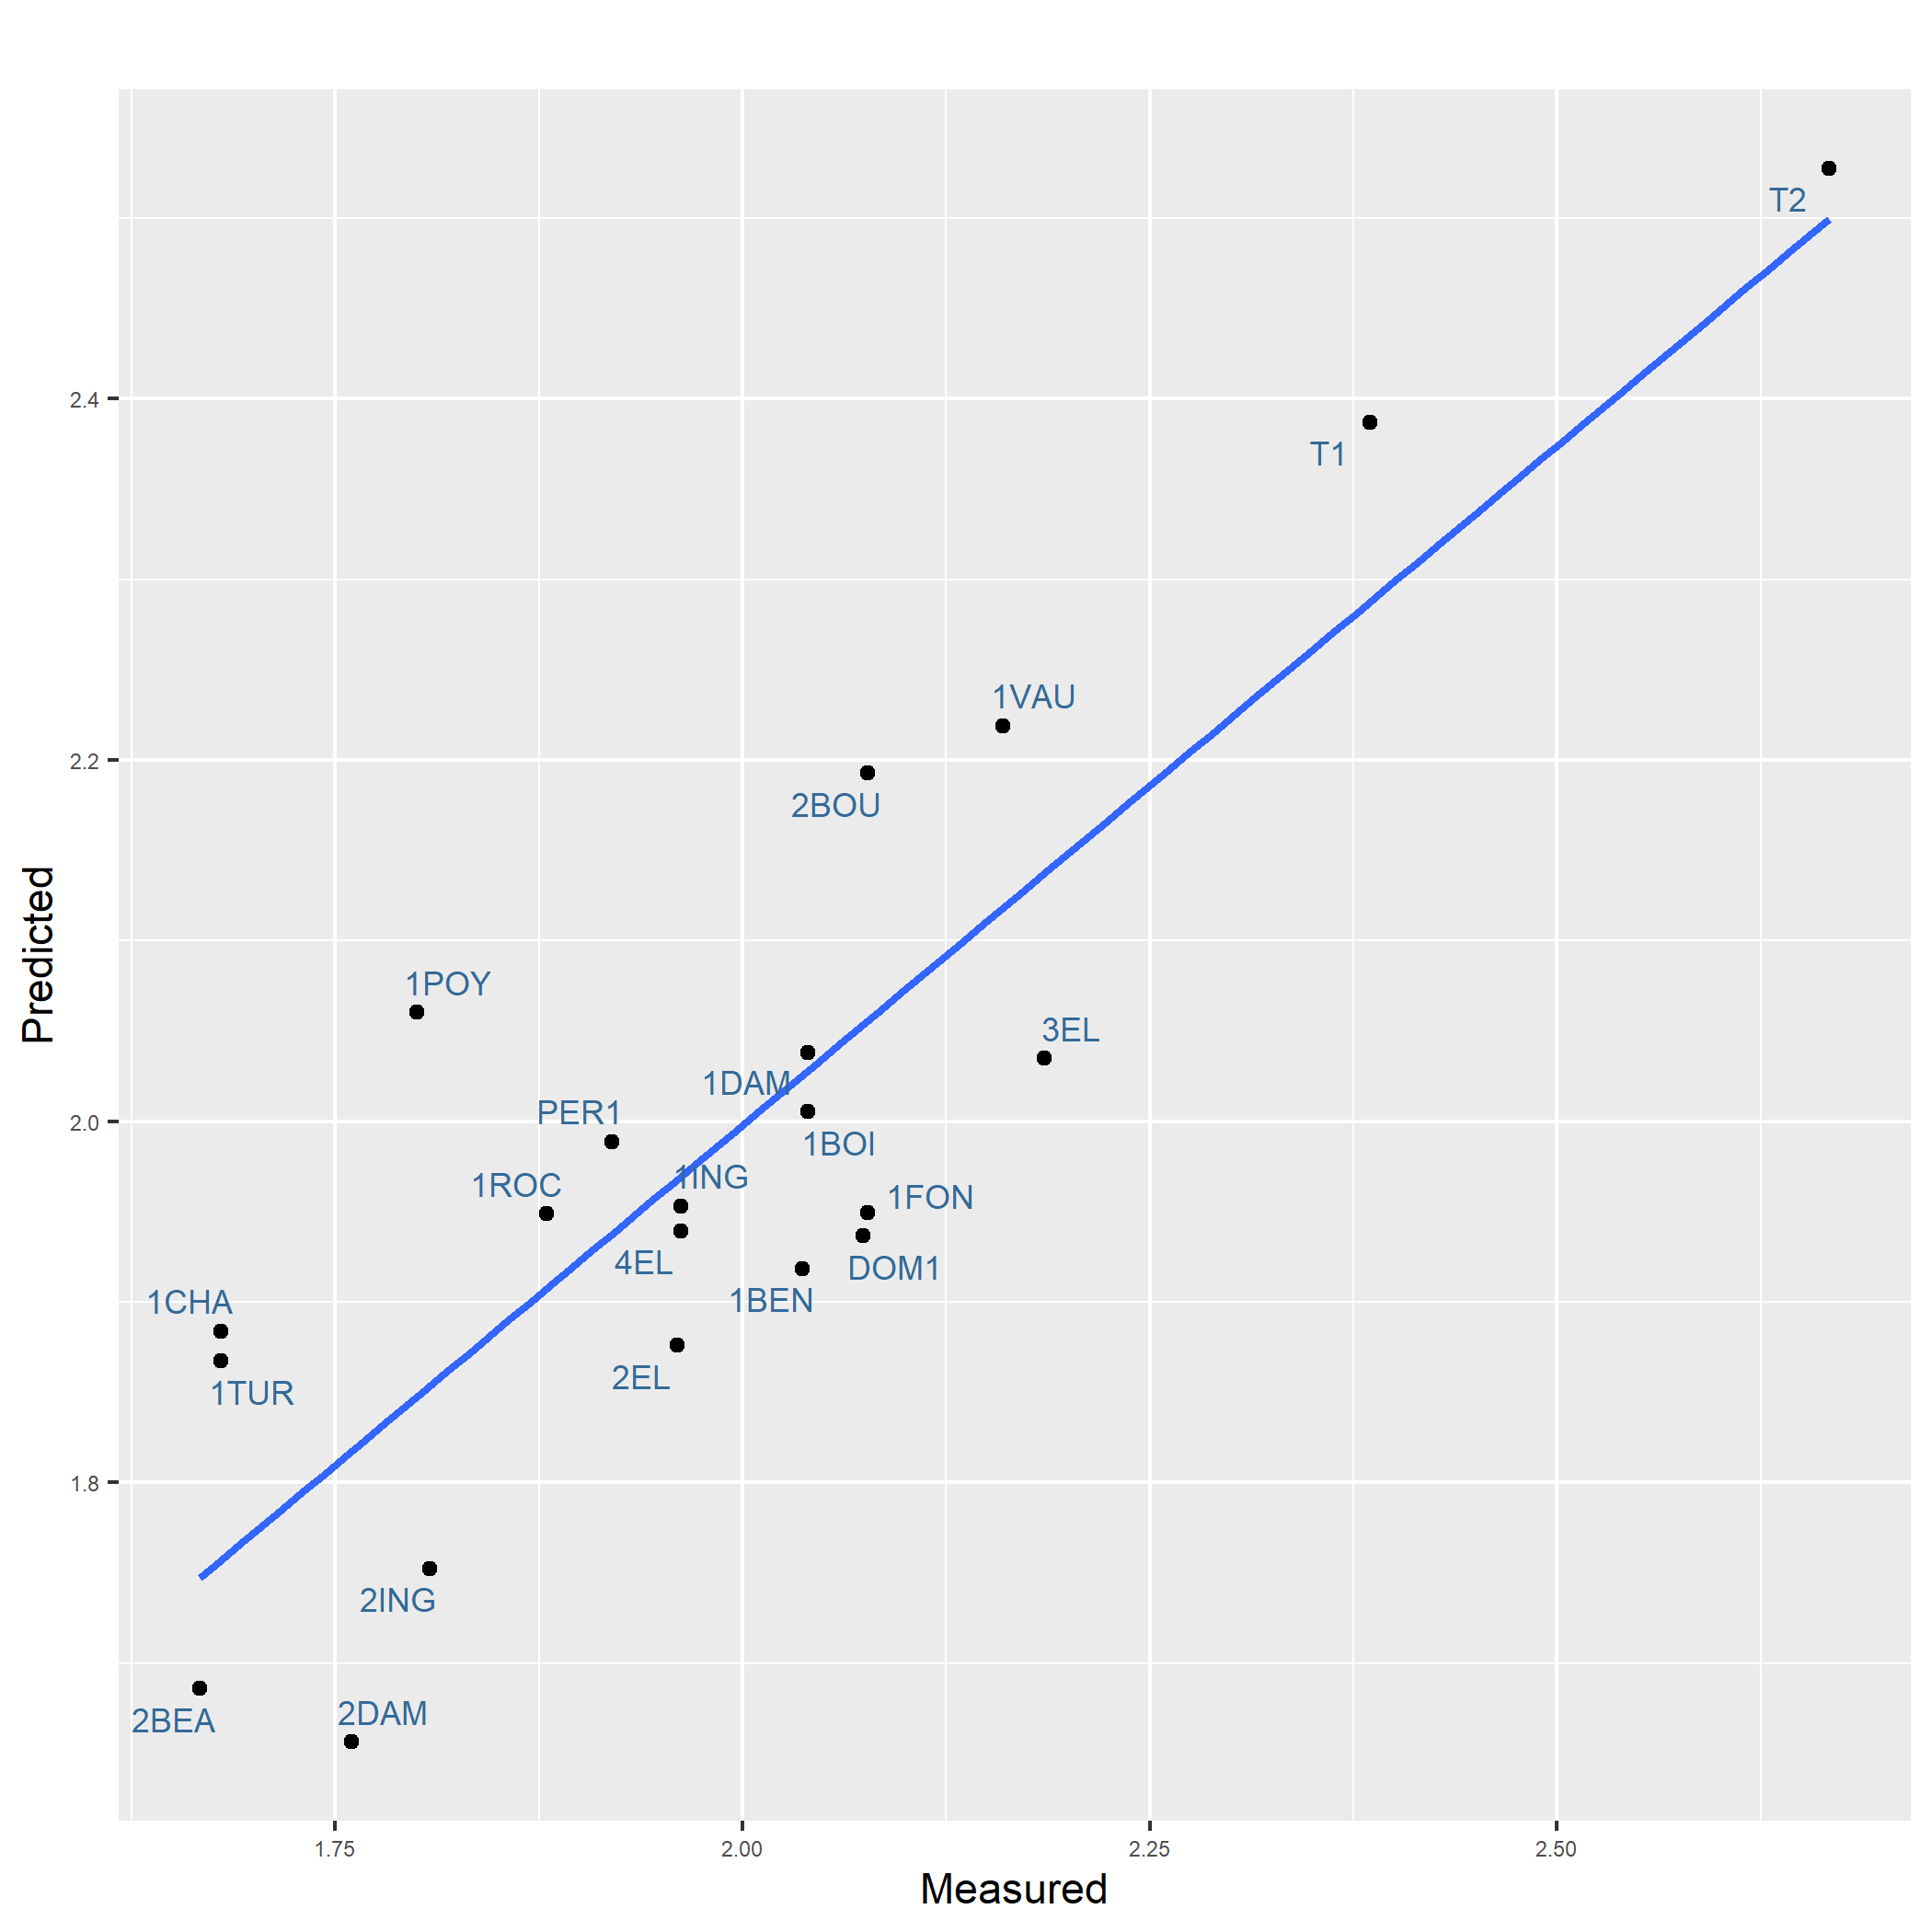 T2
2.4
T1
1VAU
2.2
2BOU
Predicted
1POY
3EL
1DAM
PER1
2.0
1BOI
1ING
1ROC
1FON
4EL
DOM1
1BEN
1CHA
2EL
1TUR
1.8
2ING
2DAM
2BEA
1.75 2.00 2.25 2.50
Measured